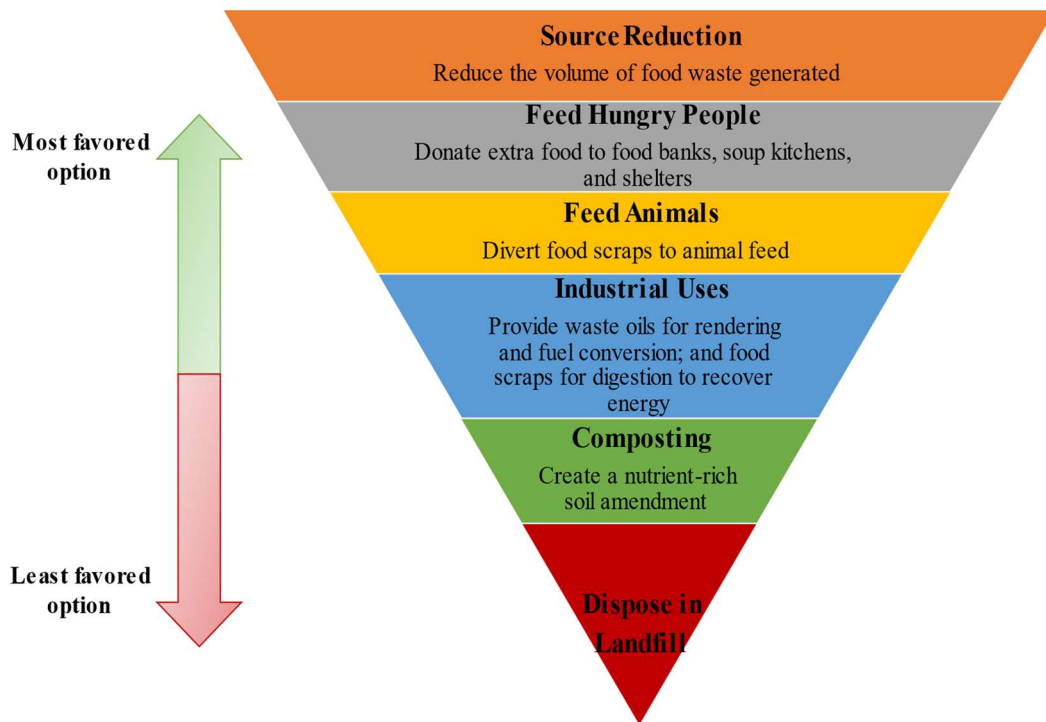 Source Reduction
Reduce the volume of food waste generated
Feed Hungry People
Donate extra food to food banks, soup kitchens,
and shelters
Feed Animals
Divert food scraps to animal feed
Industrial Uses
Provide waste oils for rendering
and fuel conversion; and food
scraps for digestion to recover
energy
Composting
Create a nutrient-rich
soil amendment
Dispose in
Landfill
Most favored
option
Least favored
option